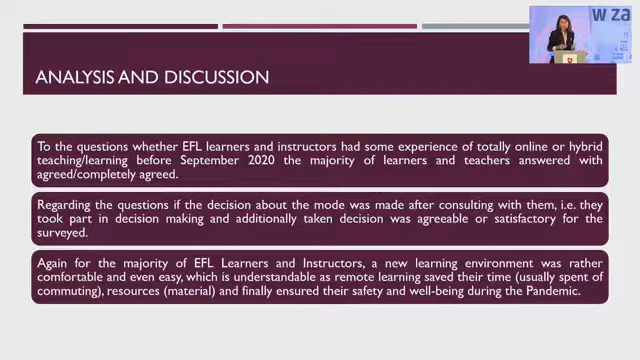 w za
ANALYSIS AND DISCUSSION
To the questions whether EFL learners and instructors had some experience of totally online or hybrid
teaching/learning before September 2020 the majority of learners and teachers answered with
agreed/completely agreed.
Regarding the questions if the decision about the mode was made after consulting with them, i.e. they
took part in decision making and additionally taken decision was agreeable or satisfactory for the
surveyed.
Again for the majority of EFL Learners and Instructors, a new learning environment was rather
comfortable and even easy, which is understandable as remote learning saved their time (usually spent of
commuting), resources (material) and finally ensured their safety and well-being during the Pandemic.